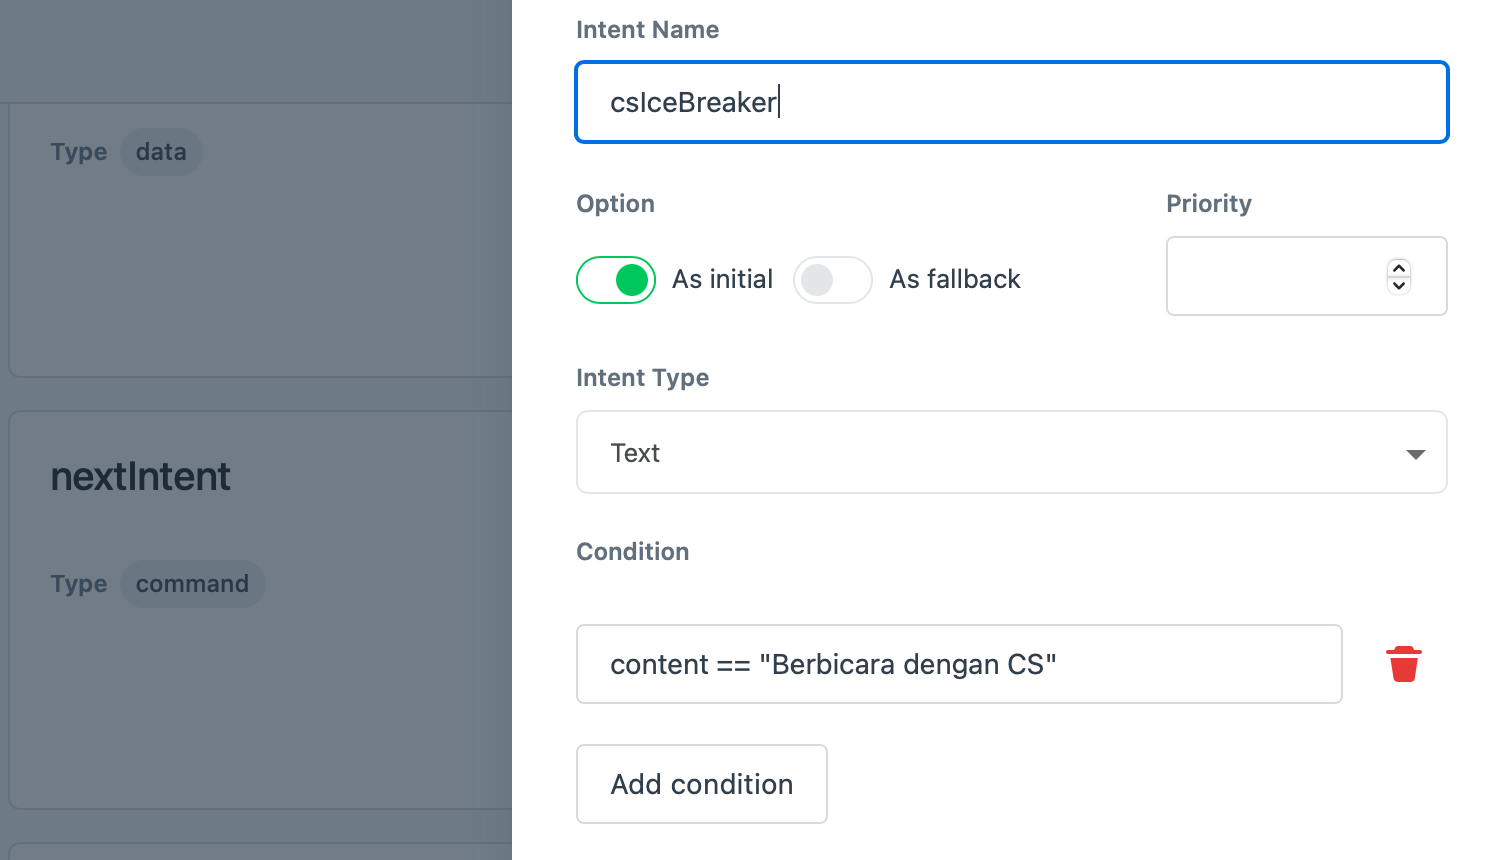 Type data
nextIntent
Type command
Intent Name
csIceBreaker
Option
Priority
As initial
As fallback
Intent Type
Text
Condition
content == "Berbicara dengan CS"
Add condition